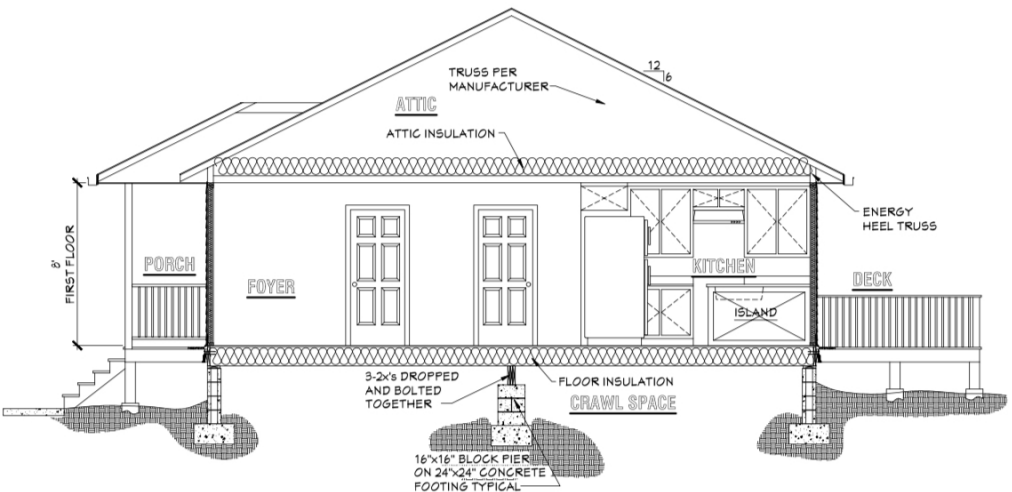 12
6
TRUSS PER
MANUFACTURER
ATTIC
ATTIC INSULATION
ENERGY
HEEL TRUSS
8'
FIRST FLOOR
PORCH
FOYER
KITCHEN
DECK
ISLAND
3-2x's DROPPED
AND BOLTED
TOGETHER
FLOOR INSULATION
CRAWL SPACE
16"x16" BLOCK PIER
ON 24"x24" CONCRETE
FOOTING TYPICAL